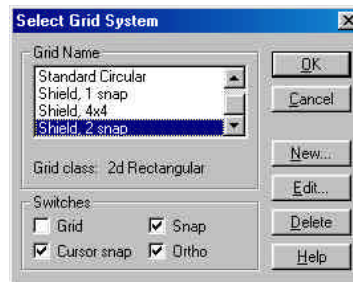 Select Grid System
Grid Name
Standard Circular
Shield, 1 snap
Shield, 4x4
Shield, 2 snap
Grid class: 2d Rectangular
Switches
Grid
Snap
Cursor snap
Ortho
OK
Cancel
New...
Edit...
Delete
Help